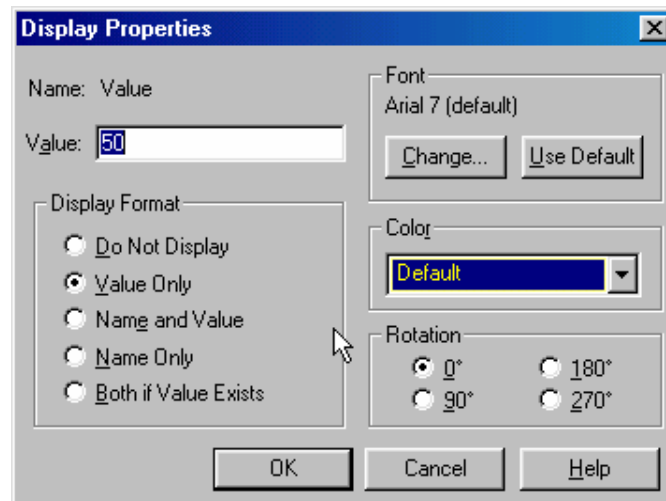 Display Properties
Name: Value
Value: 50
Display Format
Do Not Display
Value Only
Name and Value
Name Only
Both if Value Exists
Font
Arial 7 (default)
Change... Use Default
Color
Default
Rotation
0° 180°
90° 270°
OK Cancel Help